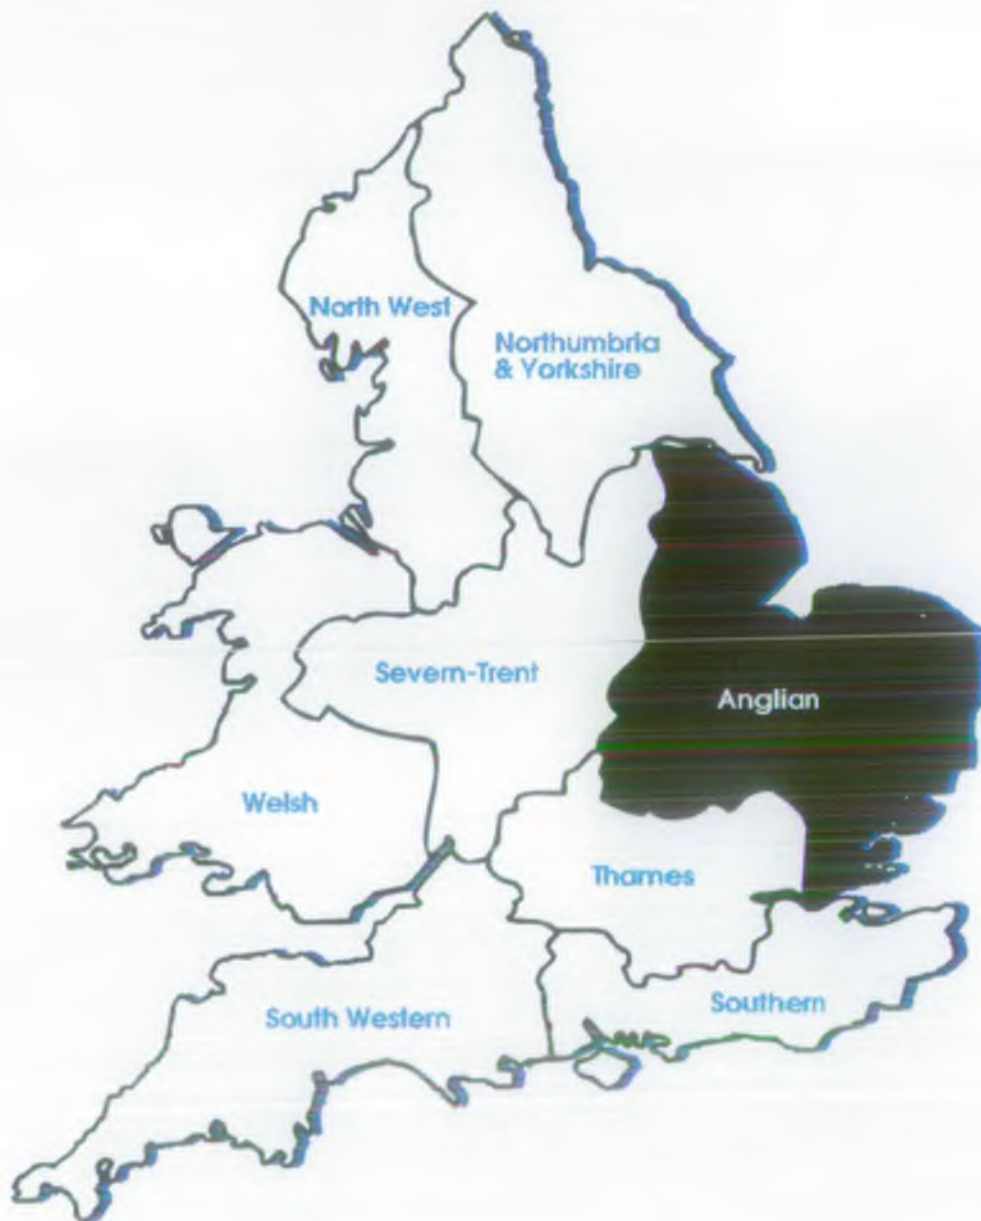 North West
Northumbria
& Yorkshire
Severn-Trent
Anglian
Welsh
Thames
Southern
South Western